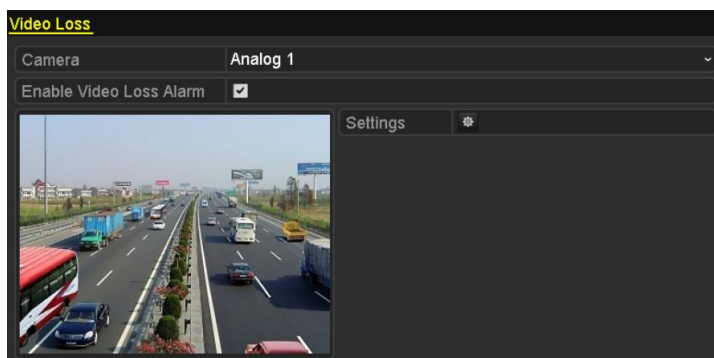 Video Loss
Camera
Analog 1
Enable Video Loss Alarm
Settings